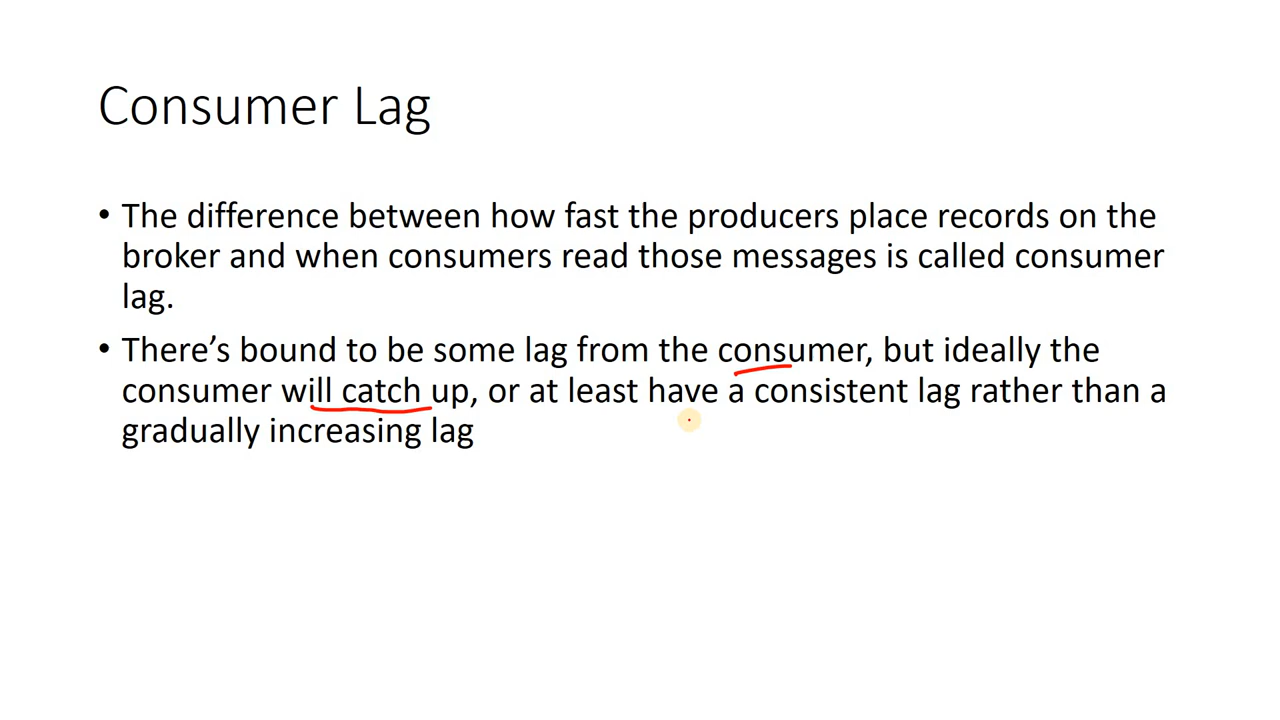 Consumer Lag
• The difference between how fast the producers place records on the
broker and when consumers read those messages is called consumer
lag.
• There’s bound to be some lag from the consumer, but ideally the
consumer will catch up, or at least have a consistent lag rather than a
gradually increasing lag